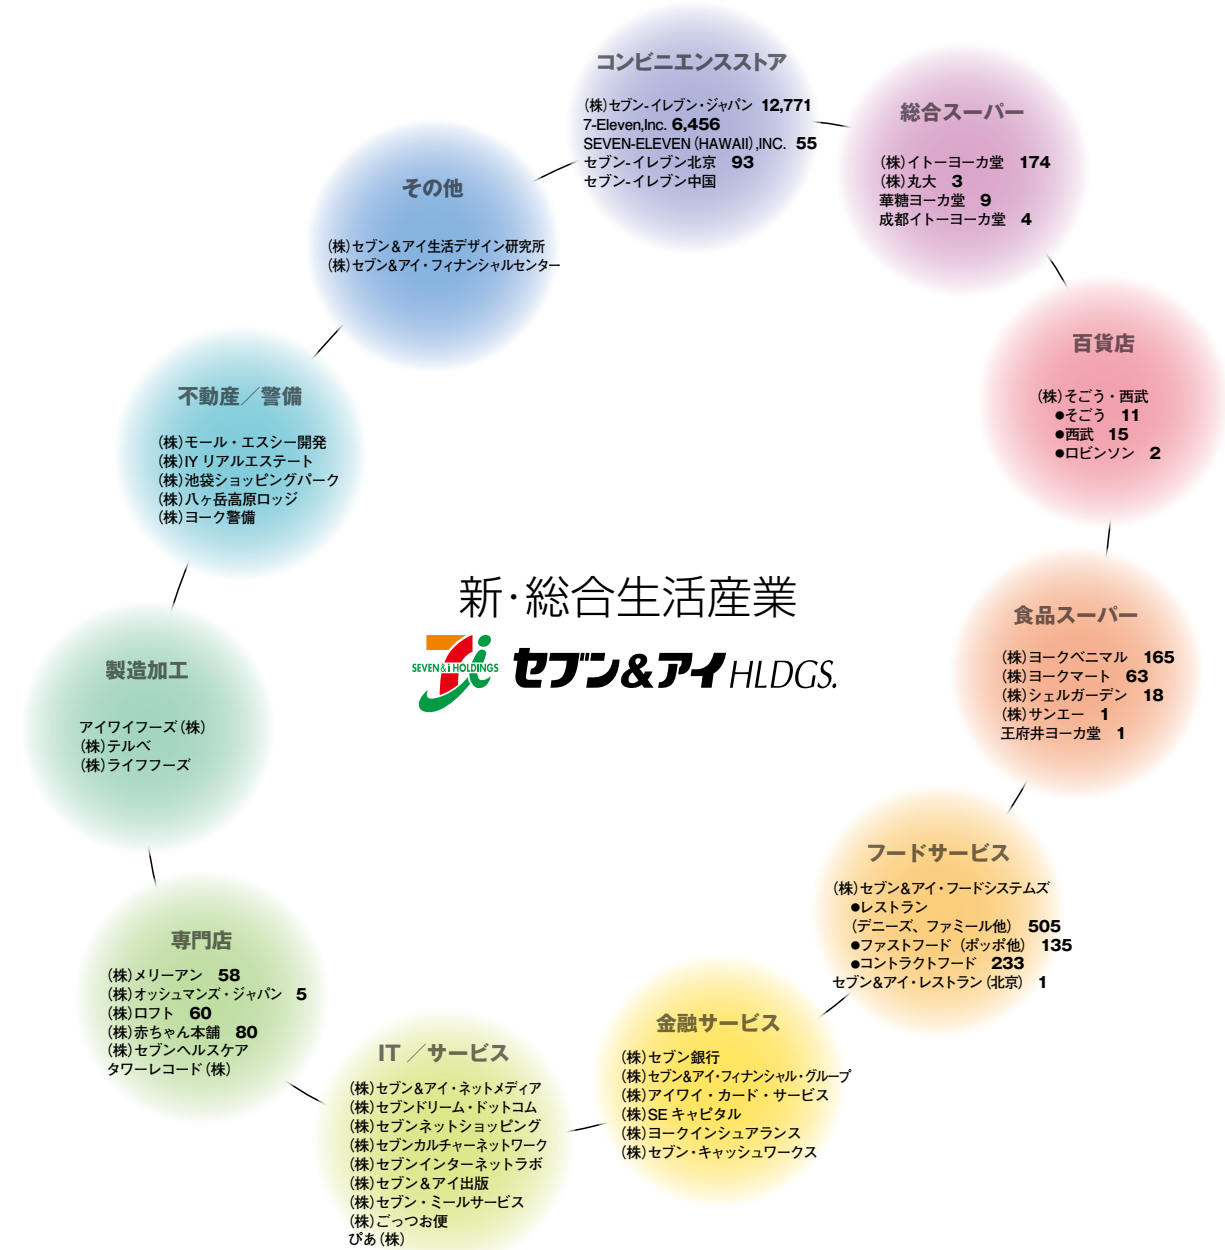 コンビニエンスストア
(株)セブン-イレブン・ジャパン 12,771
7-Eleven,Inc. 6,456
SEVEN-ELEVEN (HAWAII),INC. 55
セブン-イレブン北京 93
セブン-イレブン中国
総合スーパー
(株)イトーヨーカ堂 174
(株)丸大 3
華糖ヨーカ堂 9
成都イトーヨーカ堂 4
百貨店
(株)そごう・西武
●そごう 11
●西武 15
●ロビンソン 2
食品スーパー
(株)ヨークベニマル 165
(株)ヨークマート 63
(株)シェルガーデン 18
(株)サンエー 1
王府井ヨーカ堂 1
フードサービス
(株)セブン&アイ・フードシステムズ
●レストラン
(デニーズ、ファミール他) 505
●ファストフード (ポッポ他) 135
●コントラクトフード 233
セブン&アイ・レストラン(北京) 1
金融サービス
(株)セブン銀行
(株)セブン&アイ・フィナンシャル・グループ
(株)アイワイ・カード・サービス
(株)SEキャピタル
(株)ヨークインシュアランス
(株)セブン・キャッシュワークス
IT/サービス
(株)セブン&アイ・ネットメディア
(株)セブンドリーム・ドットコム
(株)セブンネットショッピング
(株)セブンカルチャーネットワーク
(株)セブンインターネットラボ
(株)セブン&アイ出版
(株)セブン・ミールサービス
(株)ごっつお便
ぴあ(株)
専門店
(株)メリーアン 58
(株)オッシュマンズ・ジャパン 5
(株)ロフト 60
(株)赤ちゃん本舗 80
(株)セブンヘルスケア
タワーレコード(株)
製造加工
アイワイフーズ(株)
(株)テルベ
(株)ライフフーズ
不動産/警備
(株)モール・エスシー開発
(株)IYリアルエステート
(株)池袋ショッピングパーク
(株)八ヶ岳高原ロッジ
(株)ヨーク警備
その他
(株)セブン&アイ生活デザイン研究所
(株)セブン&アイ・フィナンシャルセンター
新・総合生活産業
SEVEN & i HOLDINGS
セブン&アイ HLDGS.